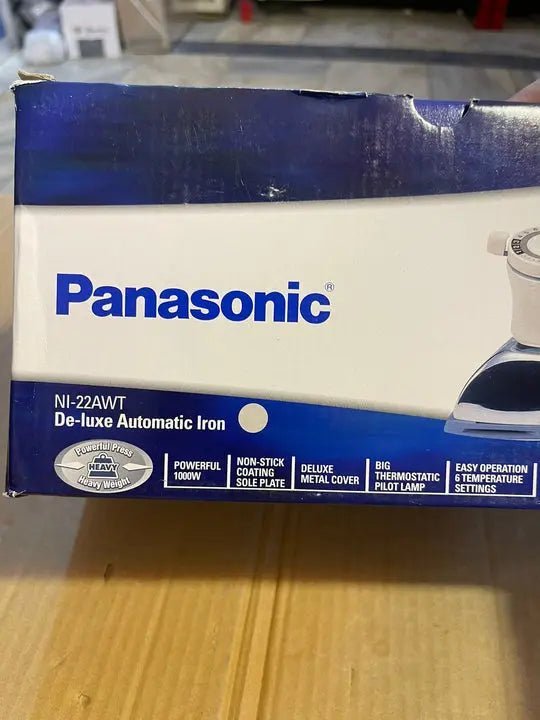 Panasonic®
NI-22AWT
De-luxe Automatic Iron
Powerful Press
HEAVY
Heavy Weight
POWERFUL
1000W
NON-STICK
COATING
SOLE PLATE
DELUXE
METAL COVER
BIG
THERMOSTATIC
PILOT LAMP
EASY OPERATION
6 TEMPERATURE
SETTINGS